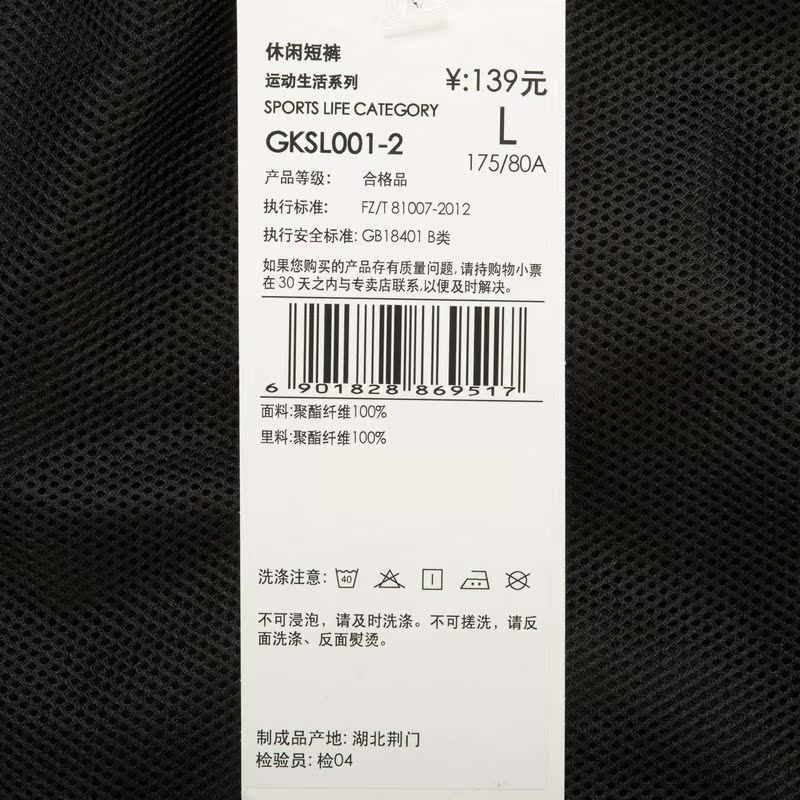 休闲短裤
运动生活系列
¥:139元
SPORTS LIFE CATEGORY
L
GKSL001-2
175/80A
产品等级： 合格品
执行标准： FZ/T 81007-2012
执行安全标准: GB18401 B类
如果您购买的产品存有质量问题,请持购物小票
在30天之内与专卖店联系,以便及时解决。
6 901828 869517
面料:聚酯纤维100%
里料:聚酯纤维100%
洗涤注意: 40
不可浸泡，请及时洗涤。不可搓洗，请反
面洗涤、反面熨烫。
制成品产地: 湖北荆门
检验员: 检04